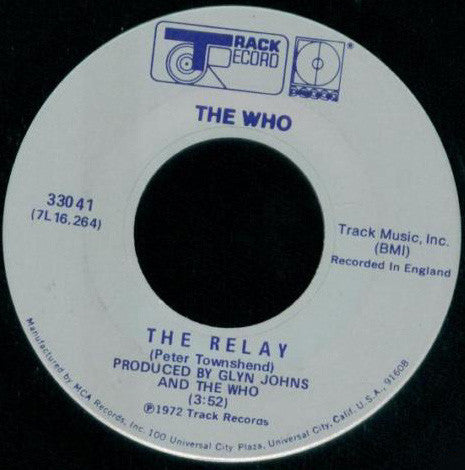 TRACK
RECORD
THE WHO
33041
(7L 16,264)
Track Music, Inc.
(BMI)
Recorded In England
THE RELAY
(Peter Townshend)
PRODUCED BY GLYN JOHNS
AND THE WHO
(3:52)
℗1972 Track Records
Manufactured by MCA Records, Inc. 100 Universal City Plaza, Universal City, Calif. U.S.A., 91608